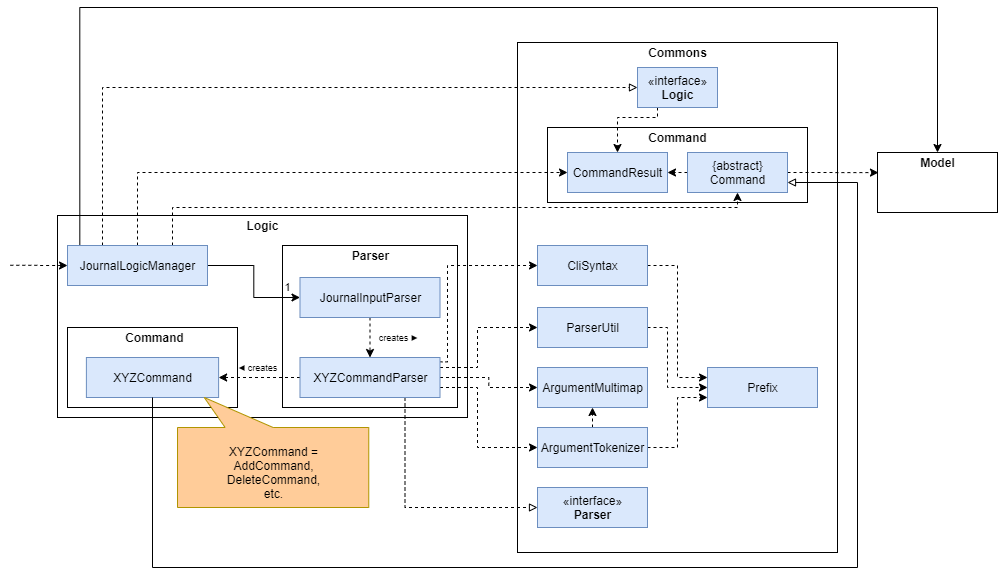 Commons
«interface»
Logic
Command
CommandResult
{abstract}
Command
Model
Logic
JournalLogicManager
Parser
1
JournalInputParser
creates ►
Command
XYZCommand
◄ creates
XYZCommandParser
CliSyntax
ParserUtil
ArgumentMultimap
Prefix
ArgumentTokenizer
«interface»
Parser
XYZCommand =
AddCommand,
DeleteCommand,
etc.